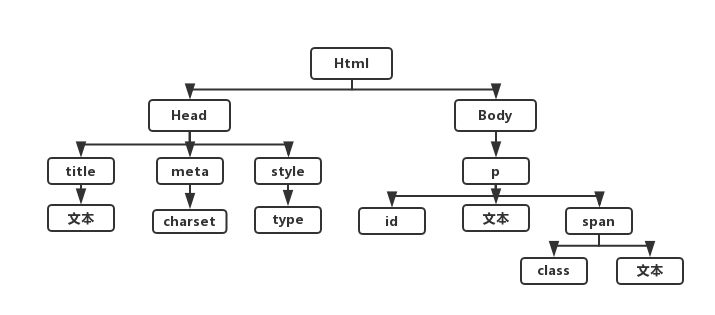 Html
Head
Body
title
meta
style
p
文本
charset
type
id
文本
span
class
文本